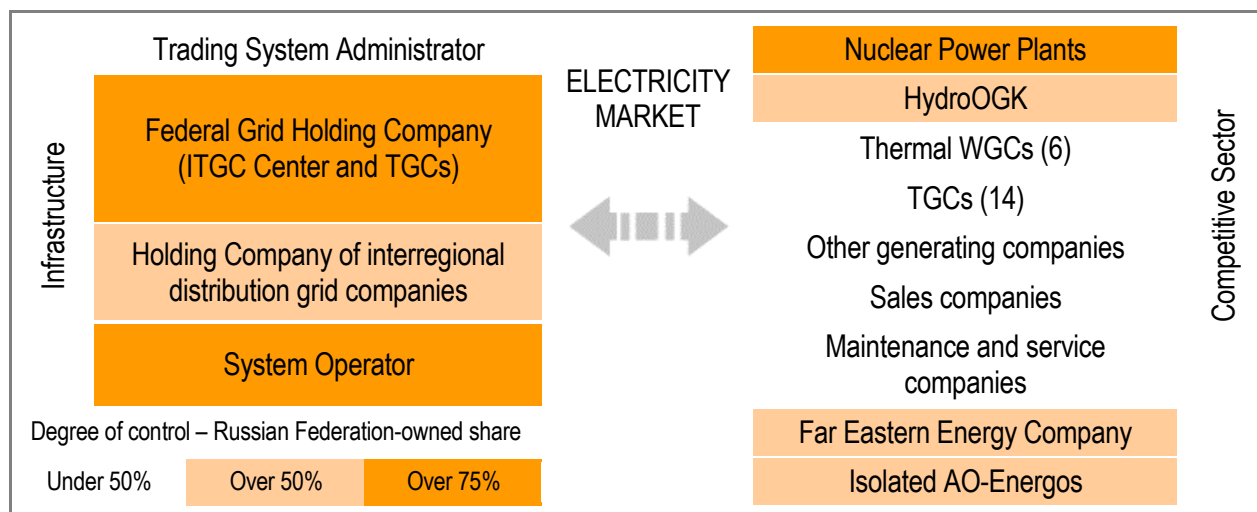 Trading System Administrator
Infrastructure
Federal Grid Holding Company
(ITGC Center and TGCs)
Holding Company of interregional
distribution grid companies
System Operator
Degree of control – Russian Federation-owned share
Under 50%
Over 50%
Over 75%
ELECTRICITY
MARKET
Nuclear Power Plants
HydroOGK
Thermal WGCs (6)
TGCs (14)
Other generating companies
Sales companies
Maintenance and service
companies
Far Eastern Energy Company
Isolated AO-Energos
Competitive Sector